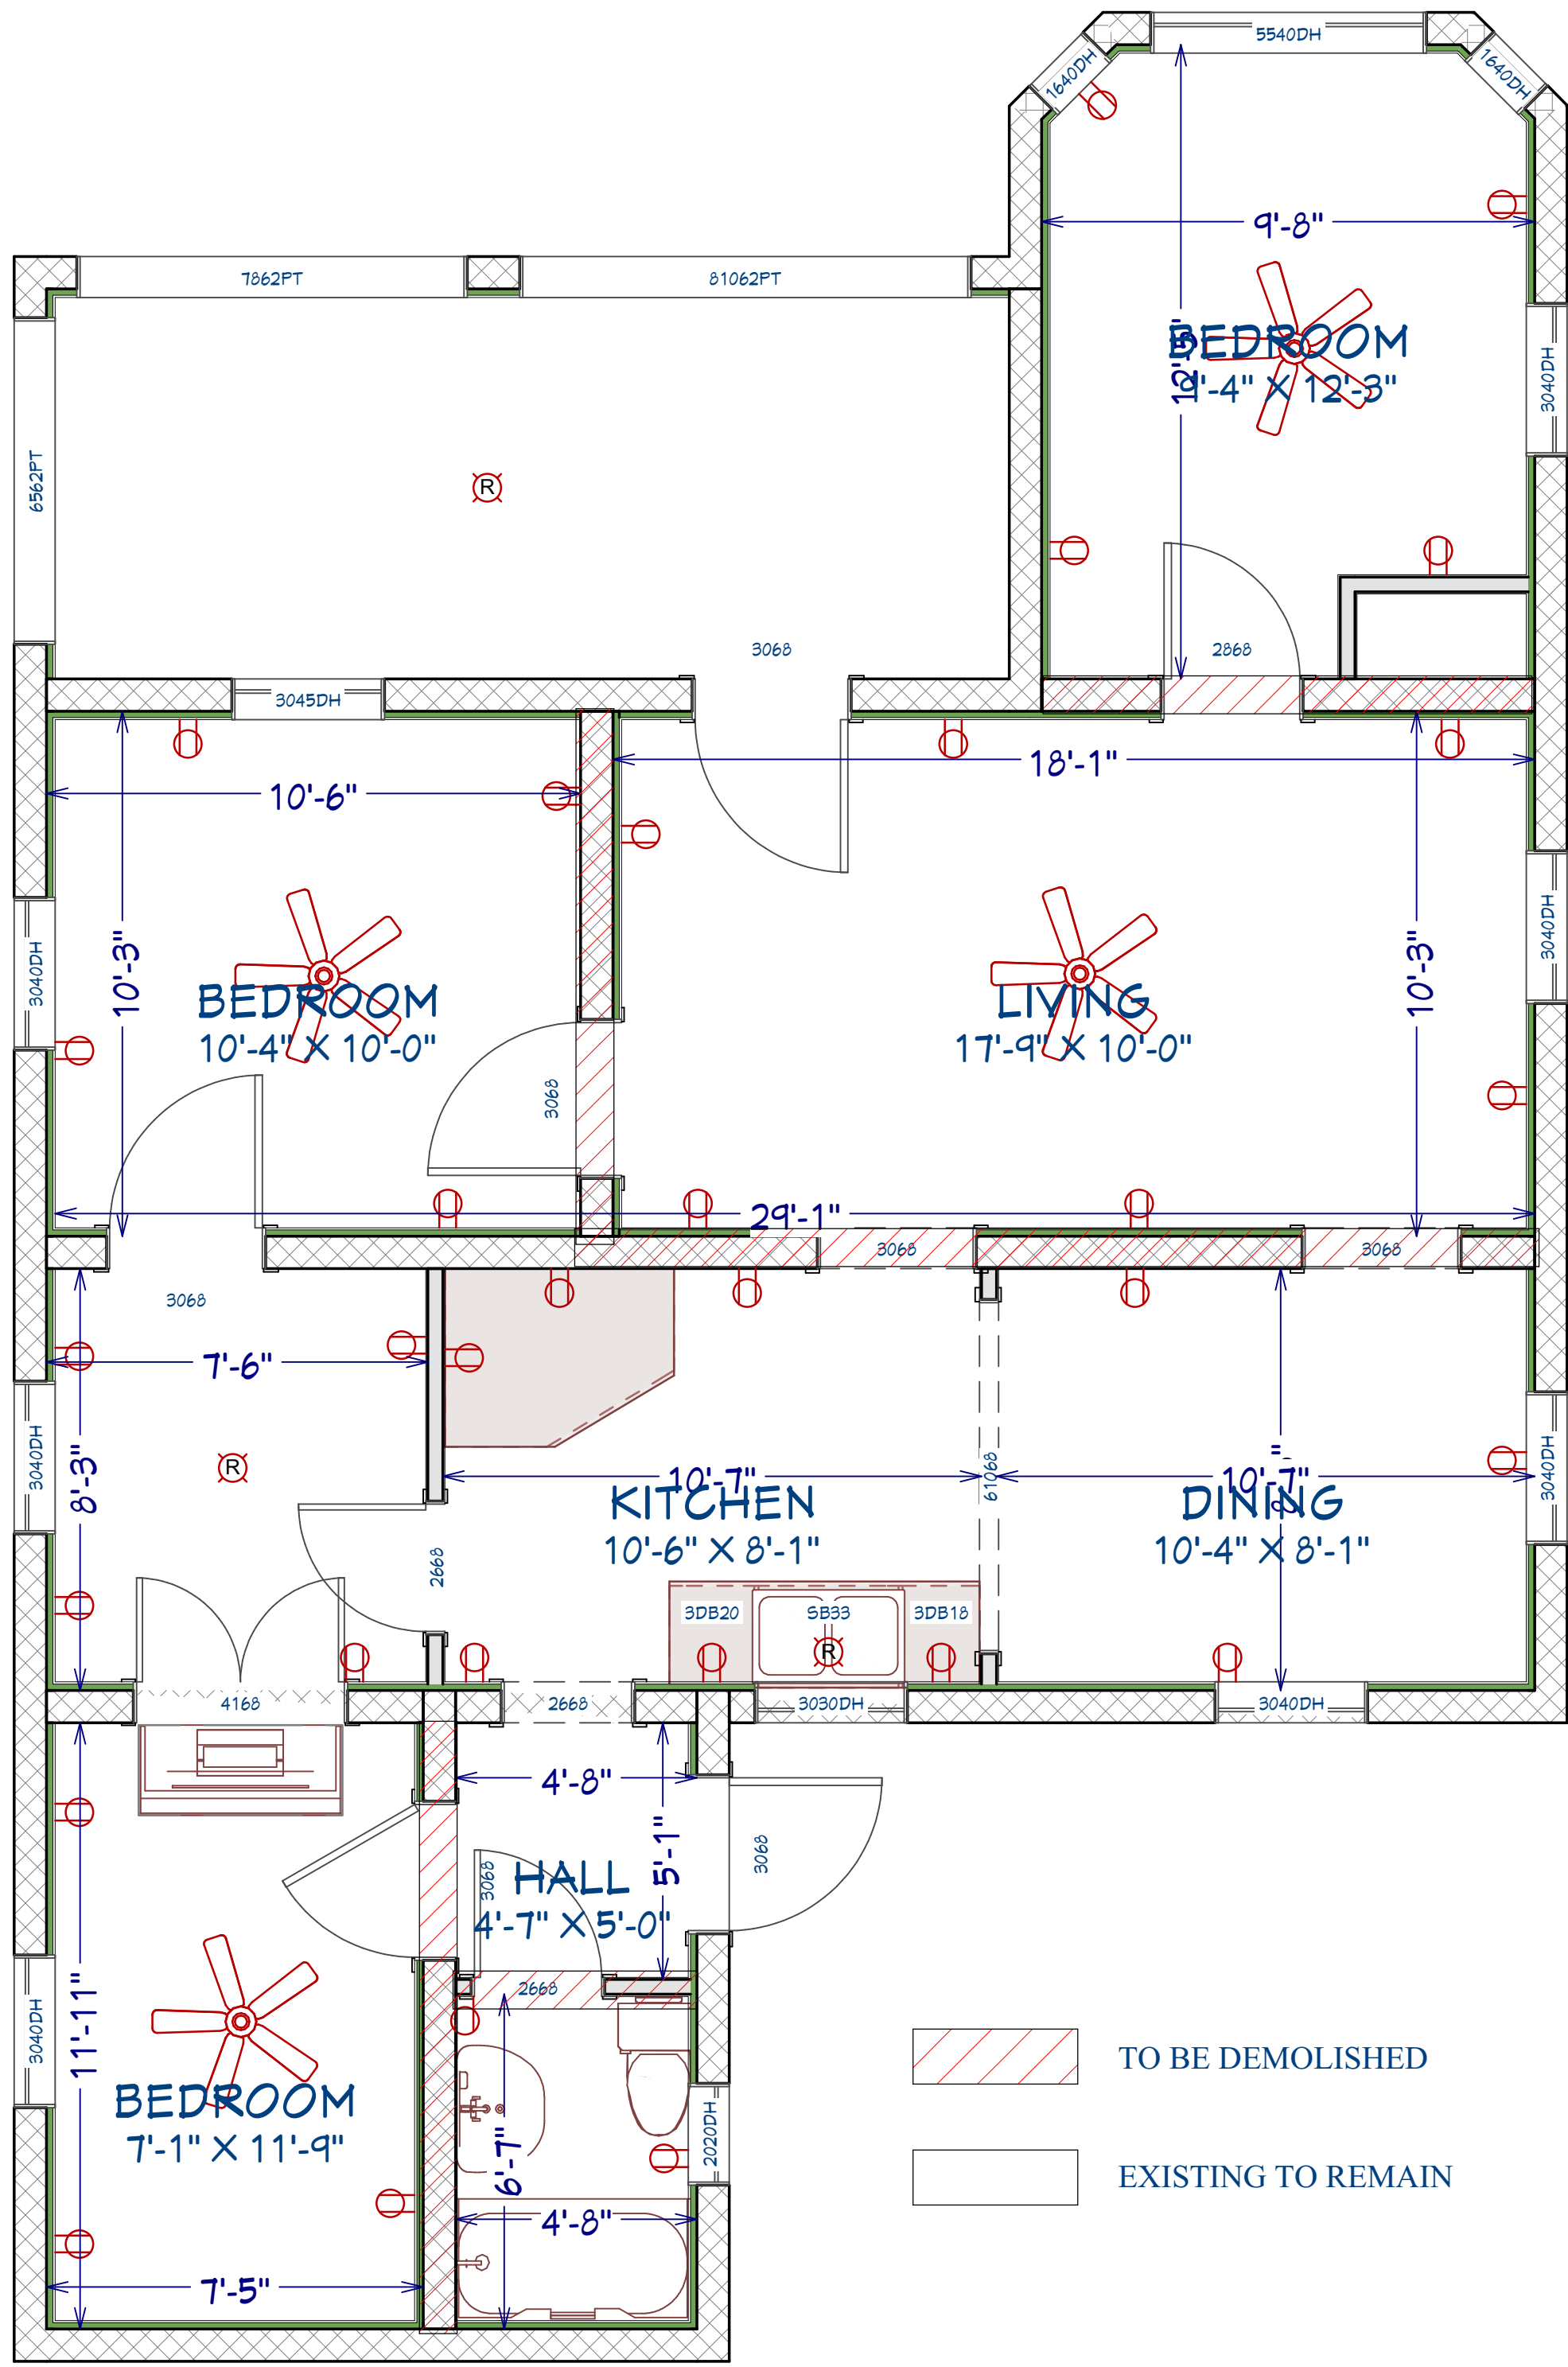 5540DH
1640DH
1640DH
9'-8"
7862PT
81062PT
BEDROOM
9'-4" X 12'-3"
12'-5"
3040DH
6562PT
R
3068
2868
3045DH
18'-1"
10'-6"
10'-3"
10'-3"
3040DH
3040DH
BEDROOM
10'-4" X 10'-0"
LIVING
17'-9" X 10'-0"
3068
29'-1"
3068
3068
3068
7'-6"
R
3040DH
8'-3"
10'-7"
61068
10'-7"
3040DH
KITCHEN
10'-6" X 8'-1"
DINING
10'-4" X 8'-1"
2668
3DB20
SB33
3DB18
R
4168
2668
3030DH
3040DH
4'-8"
5'-1"
3068
3068
HALL
4'-7" X 5'-0"
2668
3040DH
11'-11"
BEDROOM
7'-1" X 11'-9"
6'-7"
2020DH
4'-8"
7'-5"
TO BE DEMOLISHED
EXISTING TO REMAIN